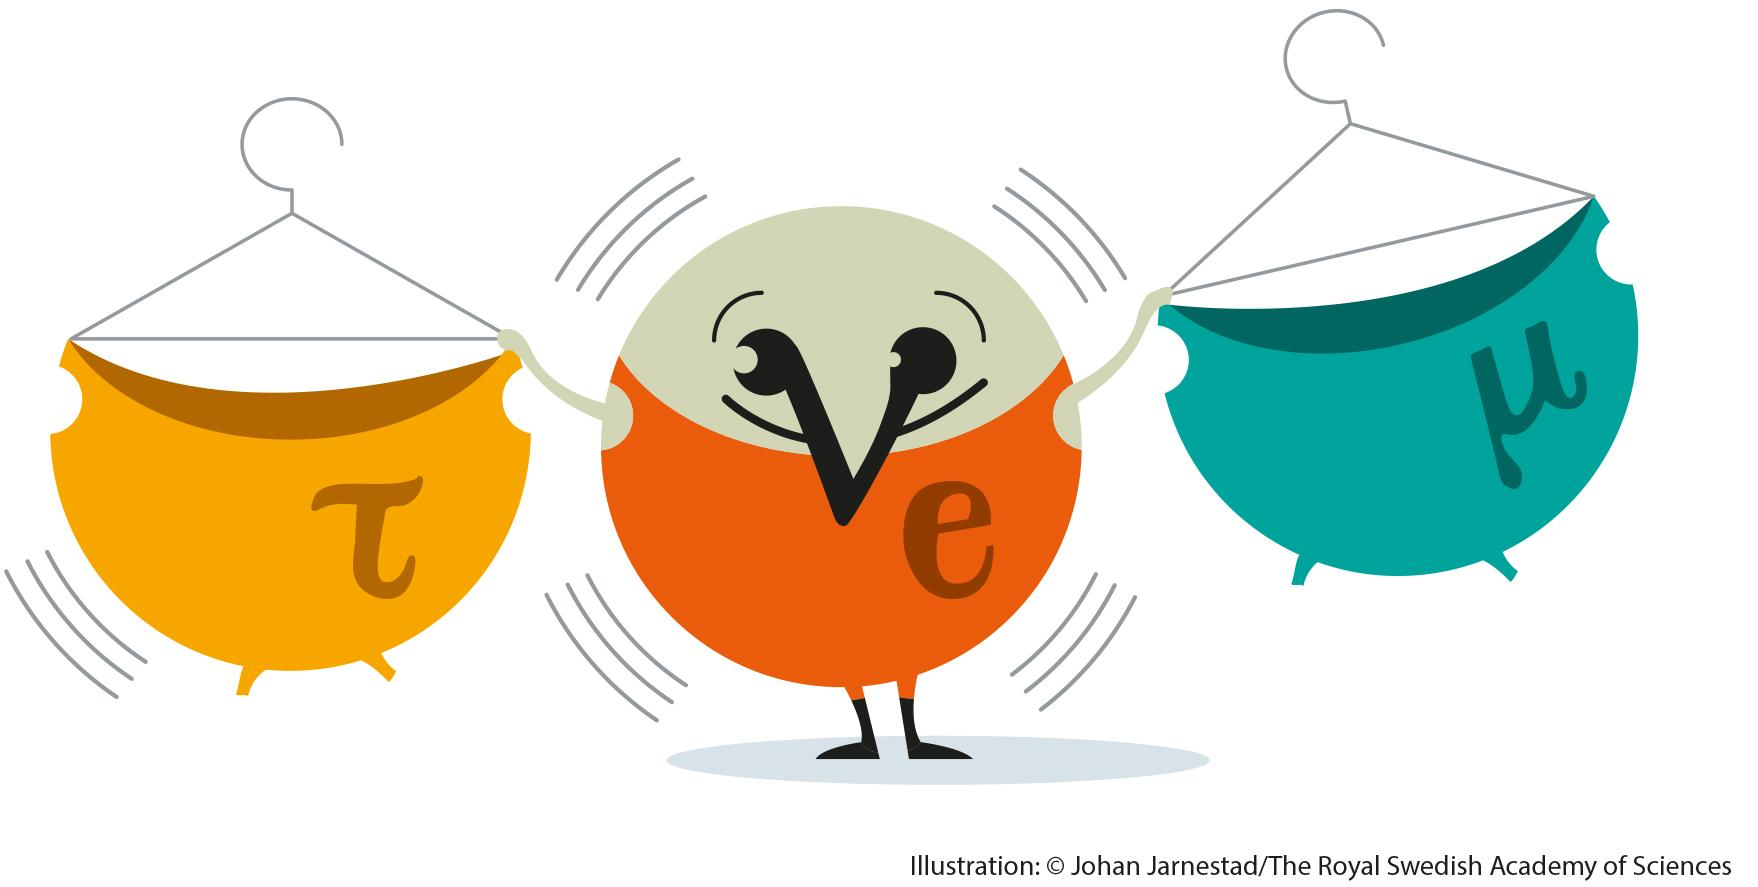 τ
ν
e
μ
Illustration: © Johan Jarnestad/The Royal Swedish Academy of Sciences